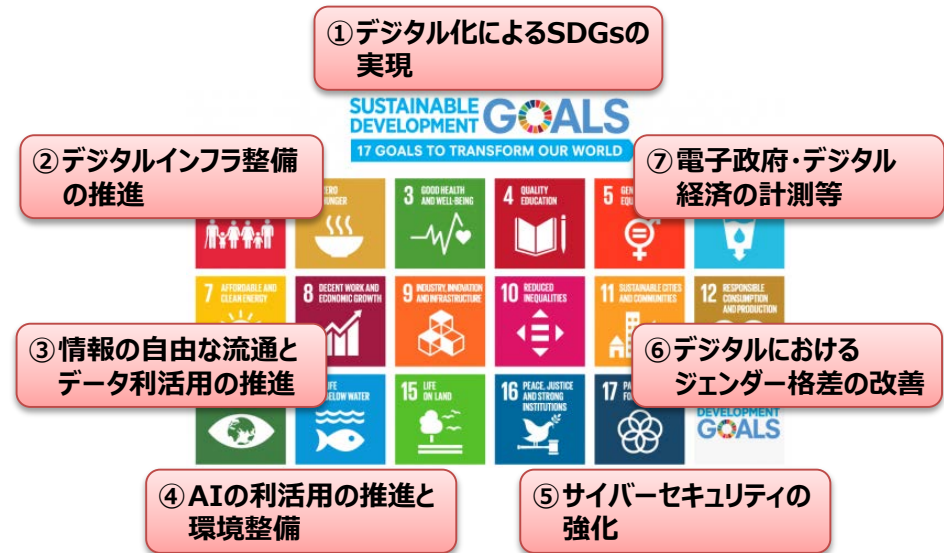 ①デジタル化によるSDGsの
実現
SUSTAINABLE
DEVELOPMENT
GOALS
17 GOALS TO TRANSFORM OUR WORLD
②デジタルインフラ整備
の推進
⑦電子政府・デジタル
経済の計測等
3 GOOD HEALTH
AND WELL-BEING
4 QUALITY
EDUCATION
5
7 AFFORDABLE AND
CLEAN ENERGY
8 DECENT WORK AND
ECONOMIC GROWTH
9 INDUSTRY, INNOVATION
AND INFRASTRUCTURE
10 REDUCED
INEQUALITIES
11 SUSTAINABLE CITIES
AND COMMUNITIES
12 RESPONSIBLE
CONSUMPTION
AND PRODUCTION
③情報の自由な流通と
データ利活用の推進
⑥デジタルにおける
ジェンダー格差の改善
LIFE
BELOW WATER
15 LIFE
ON LAND
16 PEACE, JUSTICE
AND STRONG
INSTITUTIONS
17
DEVELOPMENT
GOALS
④AIの利活用の推進と
環境整備
⑤サイバーセキュリティの
強化